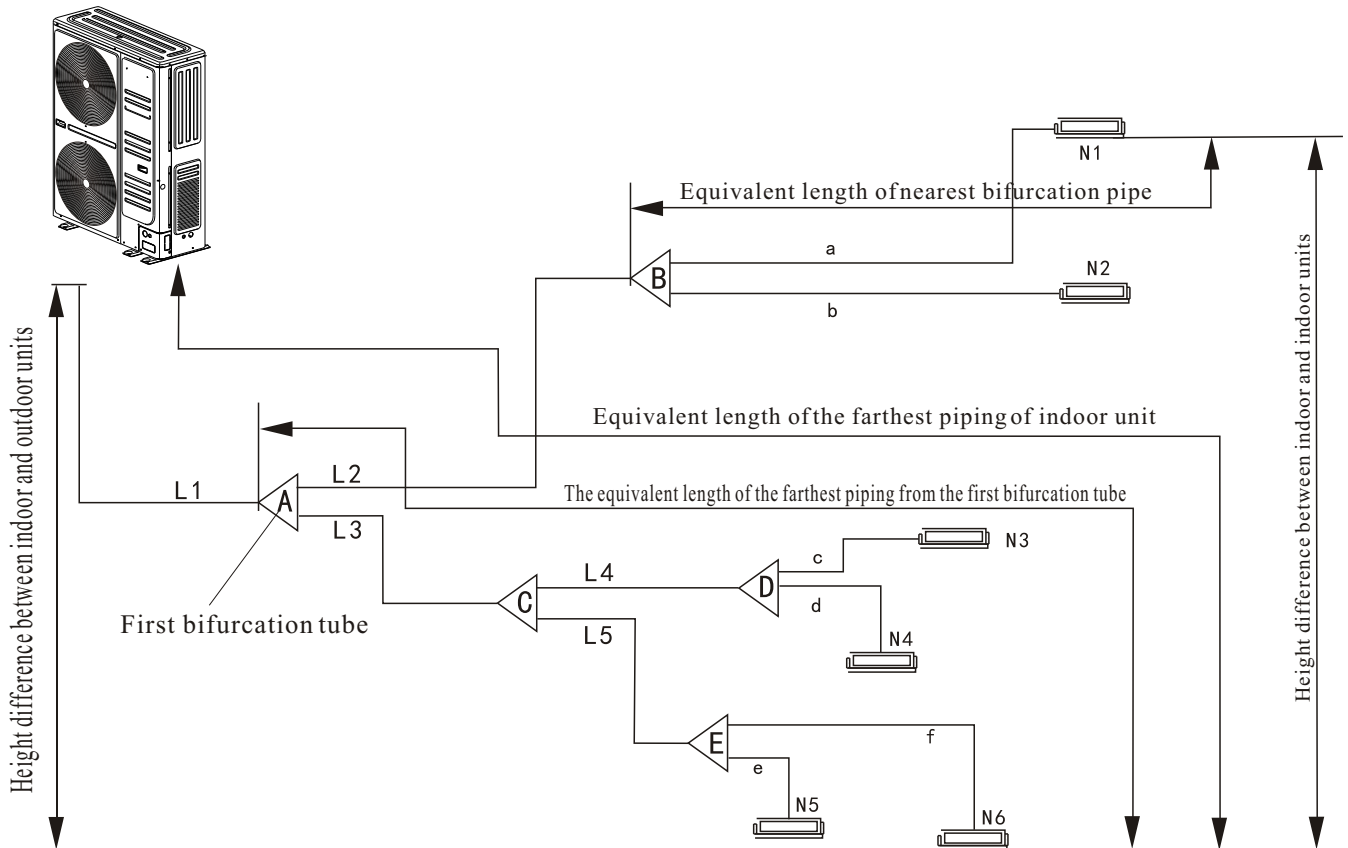 N1
Equivalent length of nearest bifurcation pipe
a
B
N2
b
Height difference between indoor and outdoor units
Height difference between indoor and indoor units
Equivalent length of the farthest piping of indoor unit
L1
A
L2
The equivalent length of the farthest piping from the first bifurcation tube
L3
N3
c
L4
D
C
d
First bifurcation tube
L5
N4
E
f
e
N5
N6